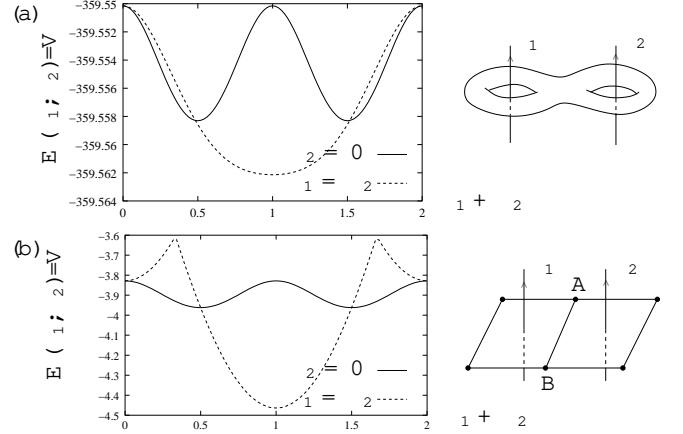 (a)
E ( 1; 2)=V
-359.55
-359.552
-359.554
-359.556
-359.558
-359.56
-359.562
-359.564
0 0.5 1 1.5 2
2 = 0
1 = 2
1 2
1 + 2
(b)
E ( 1; 2)=V
-3.6
-3.7
-3.8
-3.9
-4
-4.1
-4.2
-4.3
-4.4
-4.5
0 0.5 1 1.5 2
2 = 0
1 = 2
1 2
A
B
1 + 2